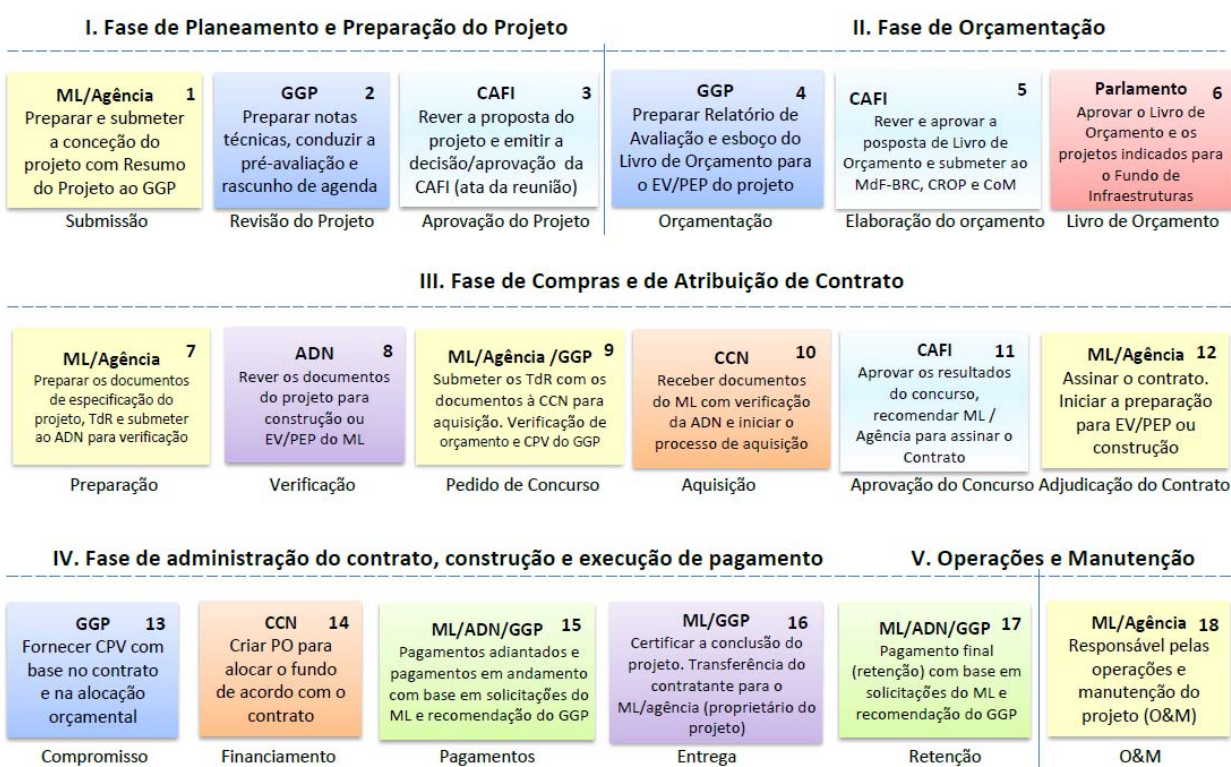 I. Fase de Planeamento e Preparação do Projeto
II. Fase de Orçamentação
ML/Agência 1
Preparar e submeter
a conceção do
projeto com Resumo
do Projeto ao GGP
Submissão
GGP 2
Preparar notas
técnicas, conduzir a
pré-avaliação e
rascunho de agenda
Revisão do Projeto
CAFI 3
Rever a proposta do
projeto e emitir a
decisão/aprovação da
CAFI (ata da reunião)
Aprovação do Projeto
GGP 4
Preparar Relatório de
Avaliação e esboço do
Livro de Orçamento para
o EV/PEP do projeto
Orçamentação
CAFI 5
Rever e aprovar a
posposta de Livro de
Orçamento e submeter ao
MdF-BRC, CROP e CoM
Elaboração do orçamento
Parlamento 6
Aprovar o Livro de
Orçamento e os
projetos indicados para
o Fundo de
Infraestruturas
Livro de Orçamento
III. Fase de Compras e de Atribuição de Contrato
ML/Agência 7
Preparar os documentos
de especificação do
projeto, TdR e submeter
ao ADN para verificação
Preparação
ADN 8
Rever os documentos
do projeto para
construção ou
EV/PEP do ML
Verificação
ML/Agência /GGP 9
Submeter os TdR com os
documentos à CCN para
aquisição. Verificação de
orçamento e CPV do GGP
Pedido de Concurso
CCN 10
Receber documentos
do ML com verificação
da ADN e iniciar o
processo de aquisição
Aquisição
CAFI 11
Aprovar os resultados
do concurso,
recomendar ML /
Agência para assinar o
Contrato
Aprovação do Concurso
ML/Agência 12
Assinar o contrato.
Iniciar a preparação
para EV/PEP ou
construção
Adjudicação do Contrato
IV. Fase de administração do contrato, construção e execução de pagamento
V. Operações e Manutenção
GGP 13
Fornecer CPV com
base no contrato
e na alocação
orçamental
Compromisso
CCN 14
Criar PO para
alocar o fundo
de acordo com o
contrato
Financiamento
ML/ADN/GGP 15
Pagamentos adiantados e
pagamentos em andamento
com base em solicitações do
ML e recomendação do GGP
Pagamentos
ML/GGP 16
Certificar a conclusão do
projeto. Transferência do
contratante para o
ML/agência (proprietário do
projeto)
Entrega
ML/ADN/GGP 17
Pagamento final
(retenção) com base em
solicitações do ML e
recomendação do GGP
Retenção
ML/Agência 18
Responsável pelas
operações e
manutenção do
projeto (O&M)
O&M